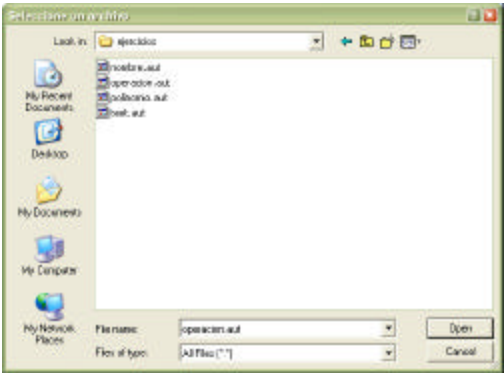 Seleccione un archivo
Look in:
ejercicios
nombre.aut
operacion.aut
polinomio.aut
test.aut
My Recent
Documents
Desktop
My Documents
My Computer
My Network
Places
File name:
operacion.aut
Open
Files of type:
All Files (*.*)
Cancel